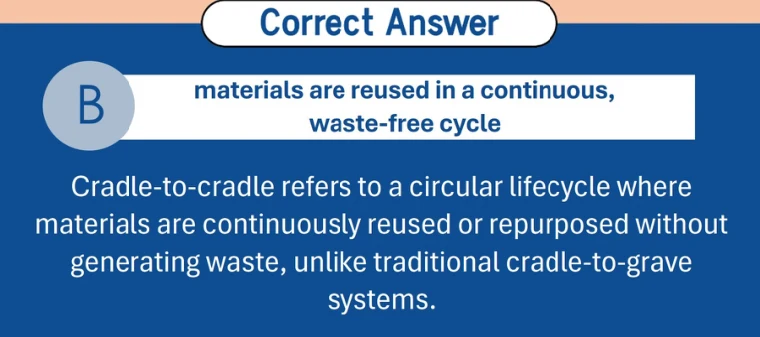 Correct Answer
B
materials are reused in a continuous,
waste-free cycle
Cradle-to-cradle refers to a circular lifecycle where
materials are continuously reused or repurposed without
generating waste, unlike traditional cradle-to-grave
systems.